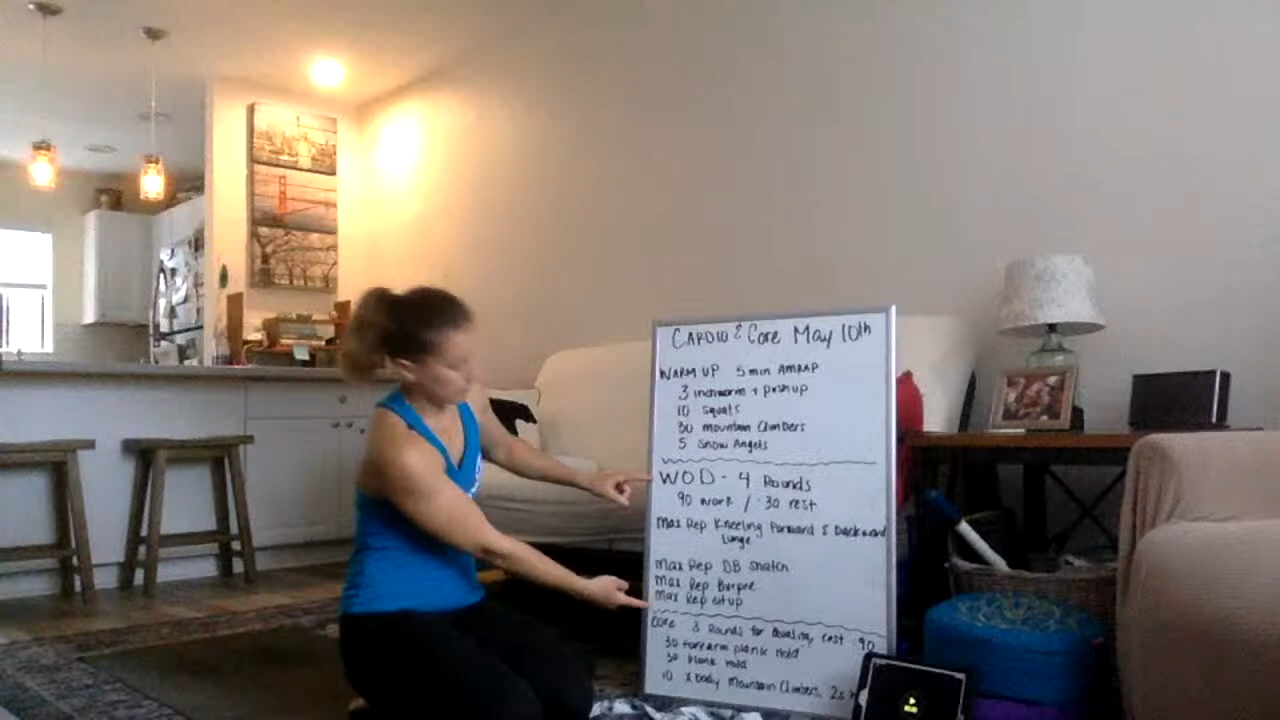 CARDIO & Core May 10th
WARM UP 5 min AMRAP
3 inchworm + pushup
10 squats
30 mountain Climbers
5 Snow Angels
WOD - 4 Rounds
90 work / :30 rest
Max Rep Kneeling Forward & backward
Lunge
Max Rep DB Snatch
Max Rep Burpee
Max Rep situp
Core 3 Rounds for Quality, rest :90
30 forearm plank hold
30 plank hold
10 x body Mountain Climbers, 2s